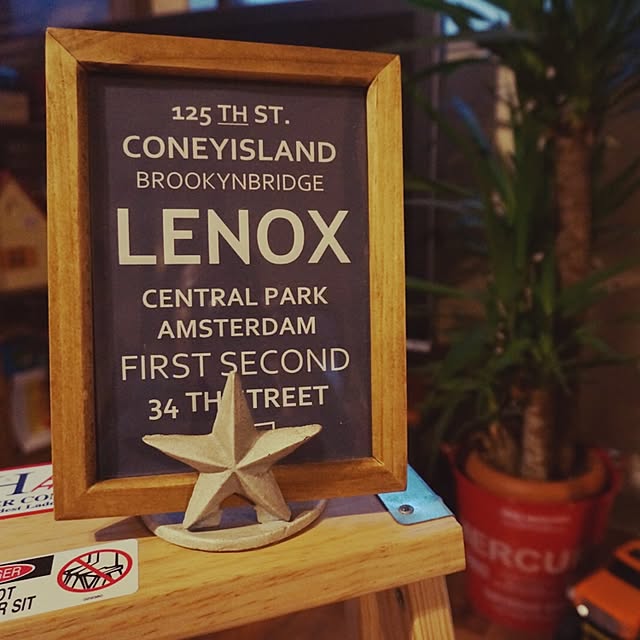 125 TH ST.
CONEYISLAND
BROOKYNBRIDGE
LENOX
CENTRAL PARK
AMSTERDAM
FIRST SECOND
34 TH STREET